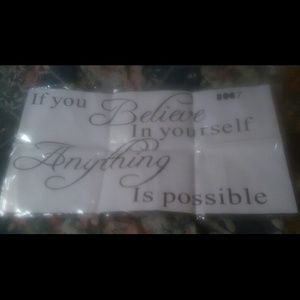 If you Believe
In yourself
Anything
Is possible